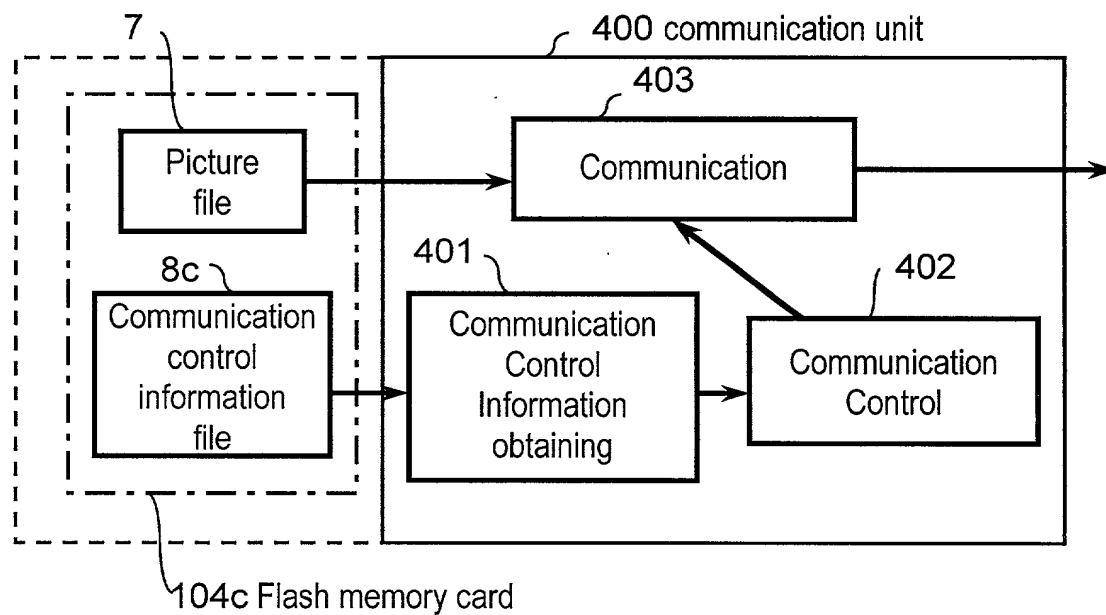 7
400 communication unit
403
Picture
file
Communication
8c
401
402
Communication
control
information
file
Communication
Control
Information
obtaining
Communication
Control
104c Flash memory card